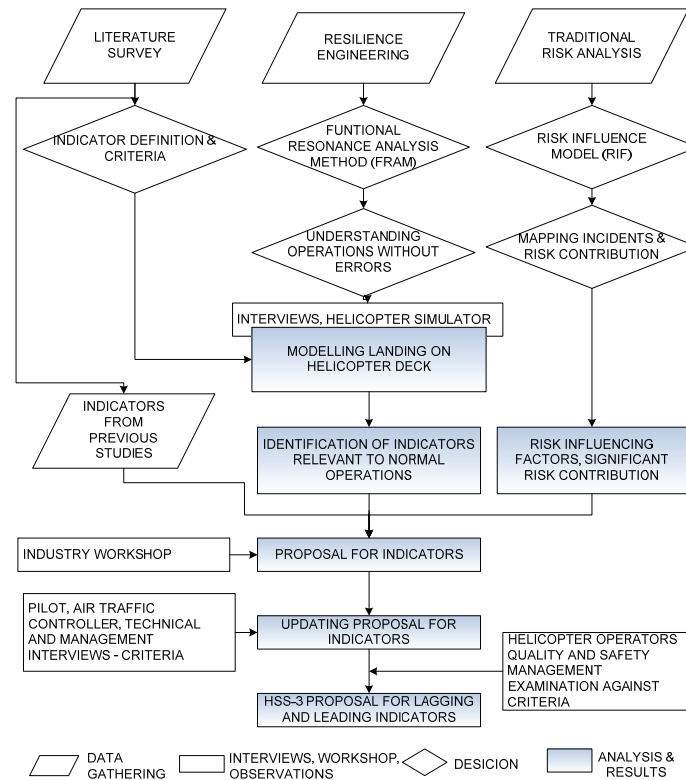 LITERATURE
SURVEY
RESILIENCE
ENGINEERING
TRADITIONAL
RISK ANALYSIS
INDICATOR DEFINITION &
CRITERIA
FUNTIONAL
RESONANCE ANALYSIS
METHOD (FRAM)
RISK INFLUENCE
MODEL (RIF)
UNDERSTANDING
OPERATIONS WITHOUT
ERRORS
MAPPING INCIDENTS &
RISK CONTRIBUTION
INTERVIEWS, HELICOPTER SIMULATOR
MODELLING LANDING ON
HELICOPTER DECK
INDICATORS
FROM
PREVIOUS
STUDIES
IDENTIFICATION OF INDICATORS
RELEVANT TO NORMAL
OPERATIONS
RISK INFLUENCING
FACTORS, SIGNIFICANT
RISK CONTRIBUTION
INDUSTRY WORKSHOP
PROPOSAL FOR INDICATORS
PILOT, AIR TRAFFIC
CONTROLLER, TECHNICAL
AND MANAGEMENT
INTERVIEWS - CRITERIA
UPDATING PROPOSAL FOR
INDICATORS
HELICOPTER OPERATORS
QUALITY AND SAFETY
MANAGEMENT
EXAMINATION AGAINST
CRITERIA
HSS-3 PROPOSAL FOR LAGGING
AND LEADING INDICATORS
DATA
GATHERING
INTERVIEWS, WORKSHOP,
OBSERVATIONS
DESICION
ANALYSIS &
RESULTS